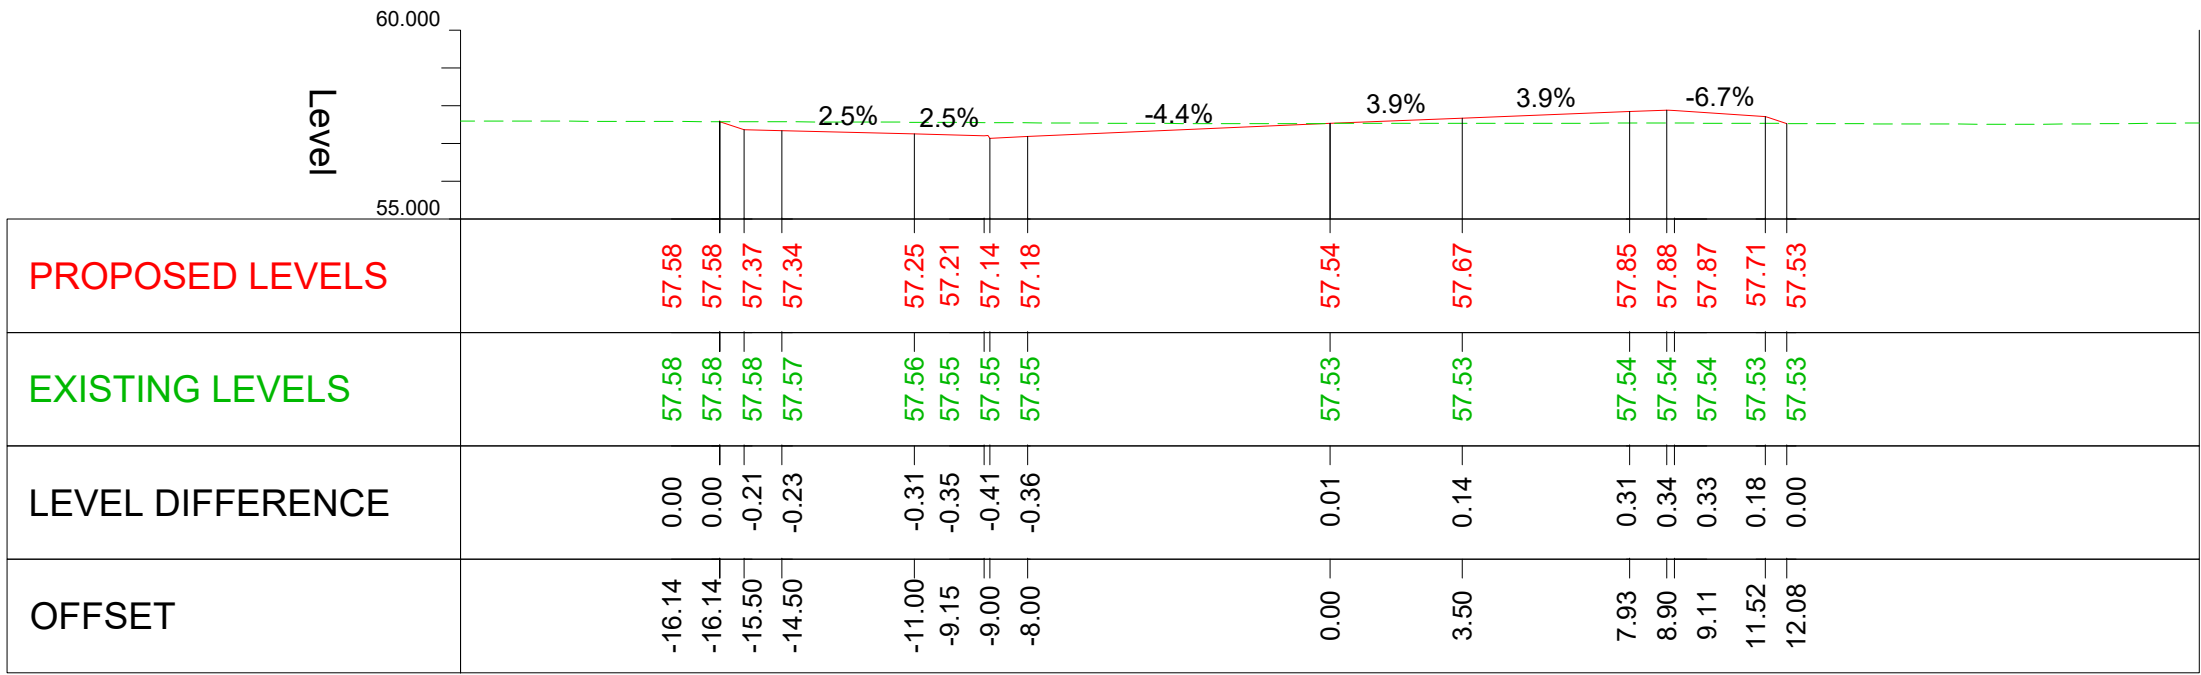 60.000
Level
55.000
2.5% 2.5% -4.4% 3.9% 3.9% -6.7%
PROPOSED LEVELS 57.58 57.58 57.37 57.34 57.25 57.21 57.14 57.18 57.54 57.67 57.85 57.88 57.87 57.71 57.53
EXISTING LEVELS 57.58 57.58 57.58 57.57 57.56 57.55 57.55 57.55 57.53 57.53 57.54 57.54 57.54 57.53 57.53
LEVEL DIFFERENCE 0.00 0.00 -0.21 -0.23 -0.31 -0.35 -0.41 -0.36 0.01 0.14 0.31 0.34 0.33 0.18 0.00
OFFSET -16.14 -16.14 -15.50 -14.50 -11.00 -9.15 -9.00 -8.00 0.00 3.50 7.93 8.90 9.11 11.52 12.08